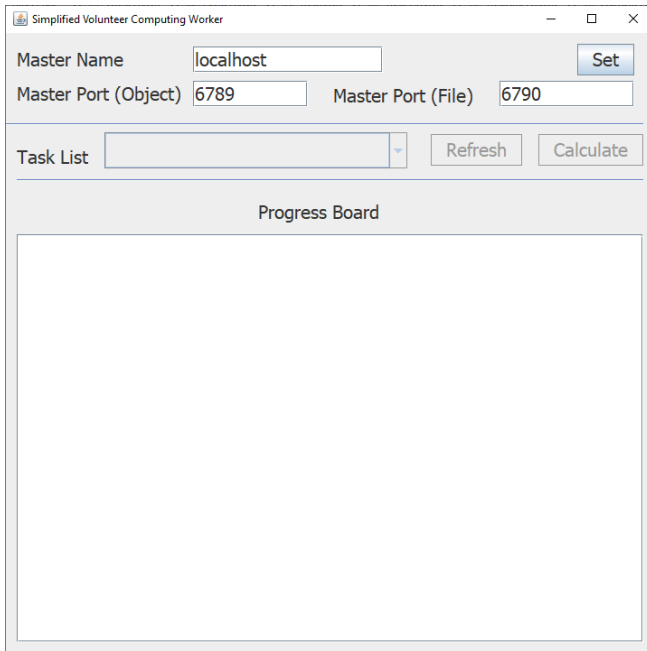 Simplified Volunteer Computing Worker
Master Name localhost Set
Master Port (Object) 6789 Master Port (File) 6790
Task List Refresh Calculate
Progress Board